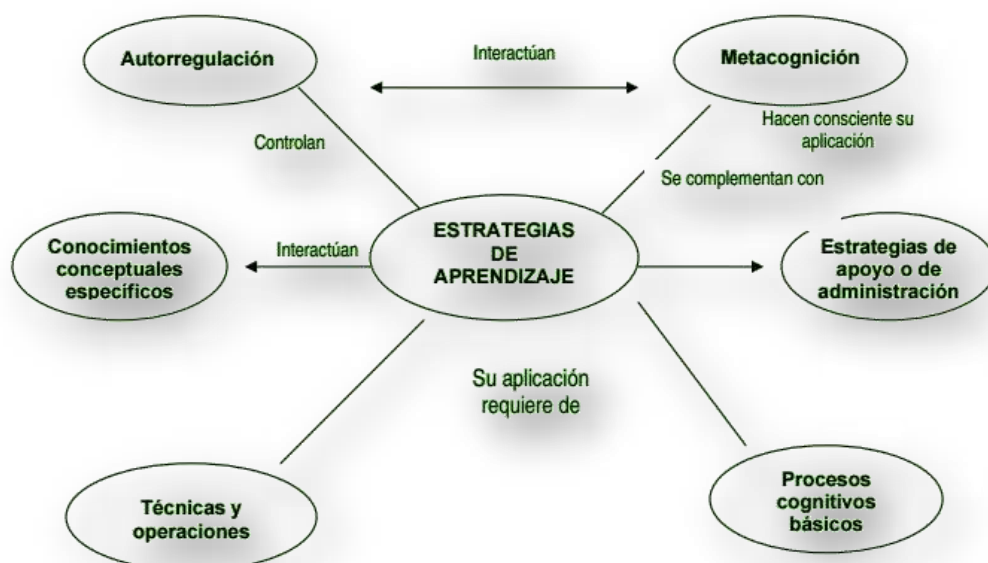 Autorregulación
Interactúan
Metacognición
Controlan
Hacen consciente su
aplicación
Se complementan con
Conocimientos
conceptuales
específicos
Interactúan
ESTRATEGIAS
DE
APRENDIZAJE
Estrategias de
apoyo o de
administración
Su aplicación
requiere de
Técnicas y
operaciones
Procesos
cognitivos
básicos